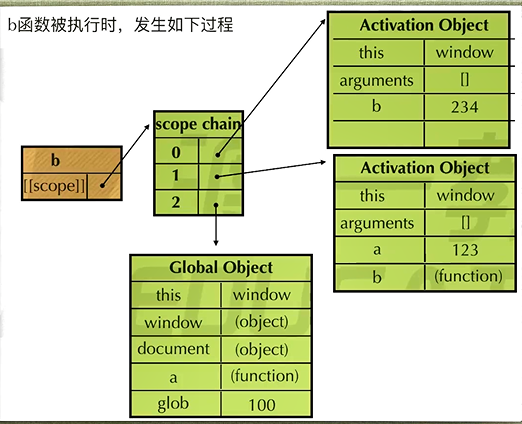 b函数被执行时，发生如下过程
Activation Object
this window
arguments []
b 234
scope chain
0
1
2
b
[[scope]]
Activation Object
this window
arguments []
a 123
b (function)
Global Object
this window
window (object)
document (object)
a (function)
glob 100